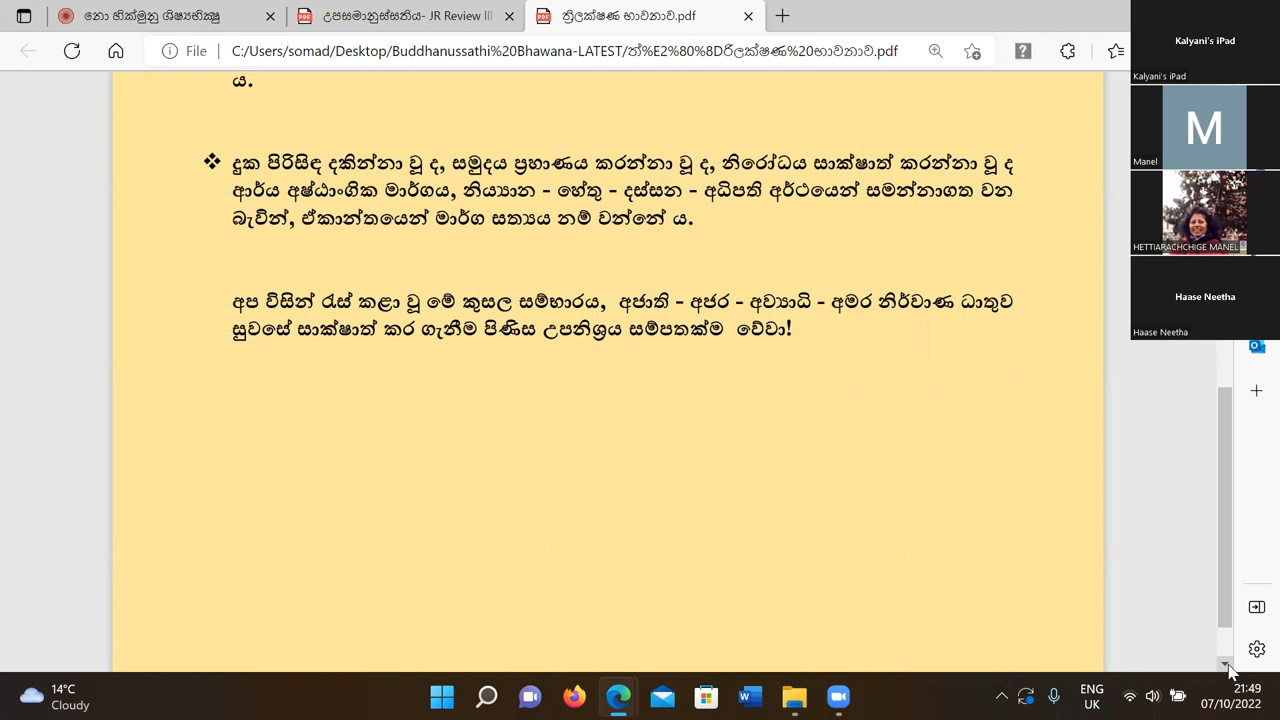 නො හික්මුනු ශිෂ්‍යභික්‍ෂු
උපසමානුස්සතිය- JR Review III
ත්‍රිලක්ෂණ භාවනාව.pdf
File
C:/Users/somad/Desktop/Buddhanussathi%20Bhawana-LATEST/ත්%E2%80%8Dරිලක්ෂණ%20භාවනාව.pdf
Kalyani's iPad
Kalyani's iPad
M
Manel
HETTIARACHCHIGE MANEL
Haase Neetha
Haase Neetha
ය.
❖ දුක පිරිසිඳ දකින්නා වූ ද, සමුදය ප්‍රහාණය කරන්නා වූ ද, නිරෝධය සාක්ෂාත් කරන්නා වූ ද
ආර්ය අෂ්ඨාංගික මාර්ගය, නිය්‍යාන - හේතු - දස්සන - අධිපති අර්ථයෙන් සමන්නාගත වන
බැවින්, ඒකාන්තයෙන් මාර්ග සත්‍යය නම් වන්නේ ය.
අප විසින් රැස් කළා වූ මේ කුසල සම්භාරය, අජාති - අජර - අව්‍යාධි - අමර නිර්වාණ ධාතුව
සුවසේ සාක්ෂාත් කර ගැනීම පිණිස උපනිශ්‍රය සම්පතක්ම වේවා!
14°C
Cloudy
ENG
UK
21:49
07/10/2022